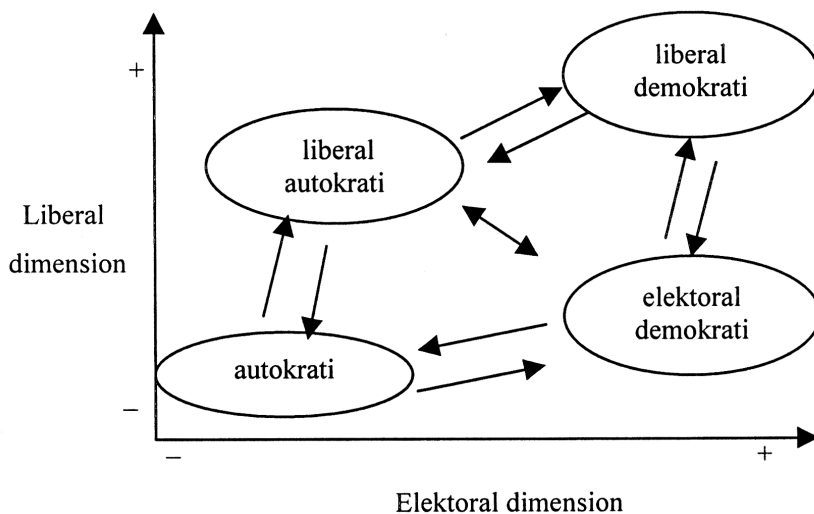 +
liberal
demokrati
liberal
autokrati
Liberal
dimension
elektoral
demokrati
autokrati
–
–
+
Elektoral dimension